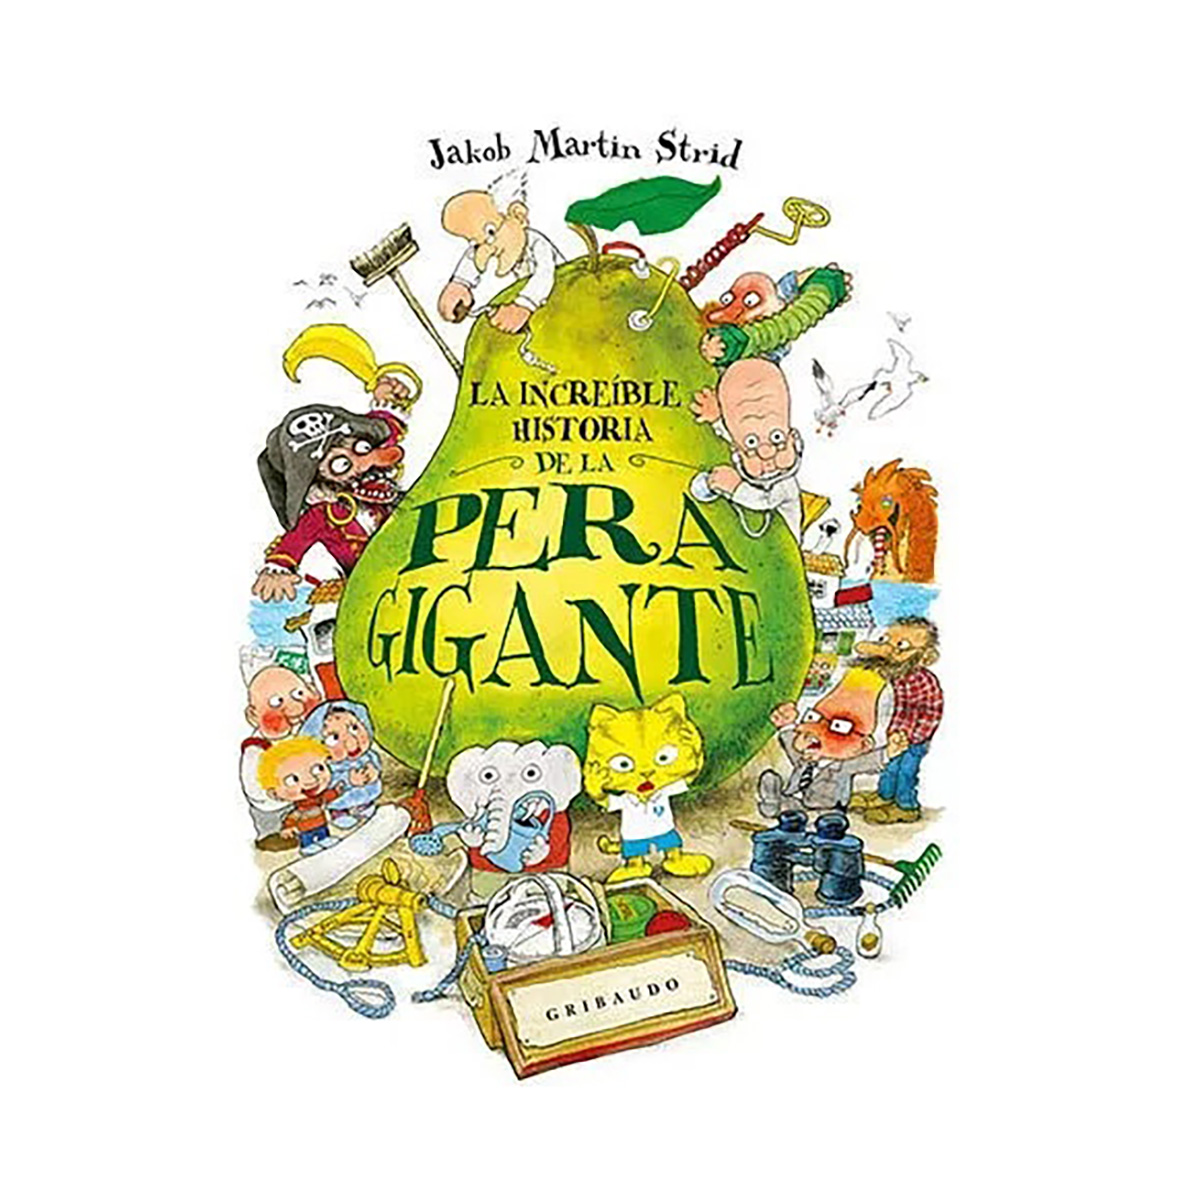 Jakob Martin Strid
LA INCREÍBLE
HISTORIA
DE LA
PERA
GIGANTE
GRIBAUDO